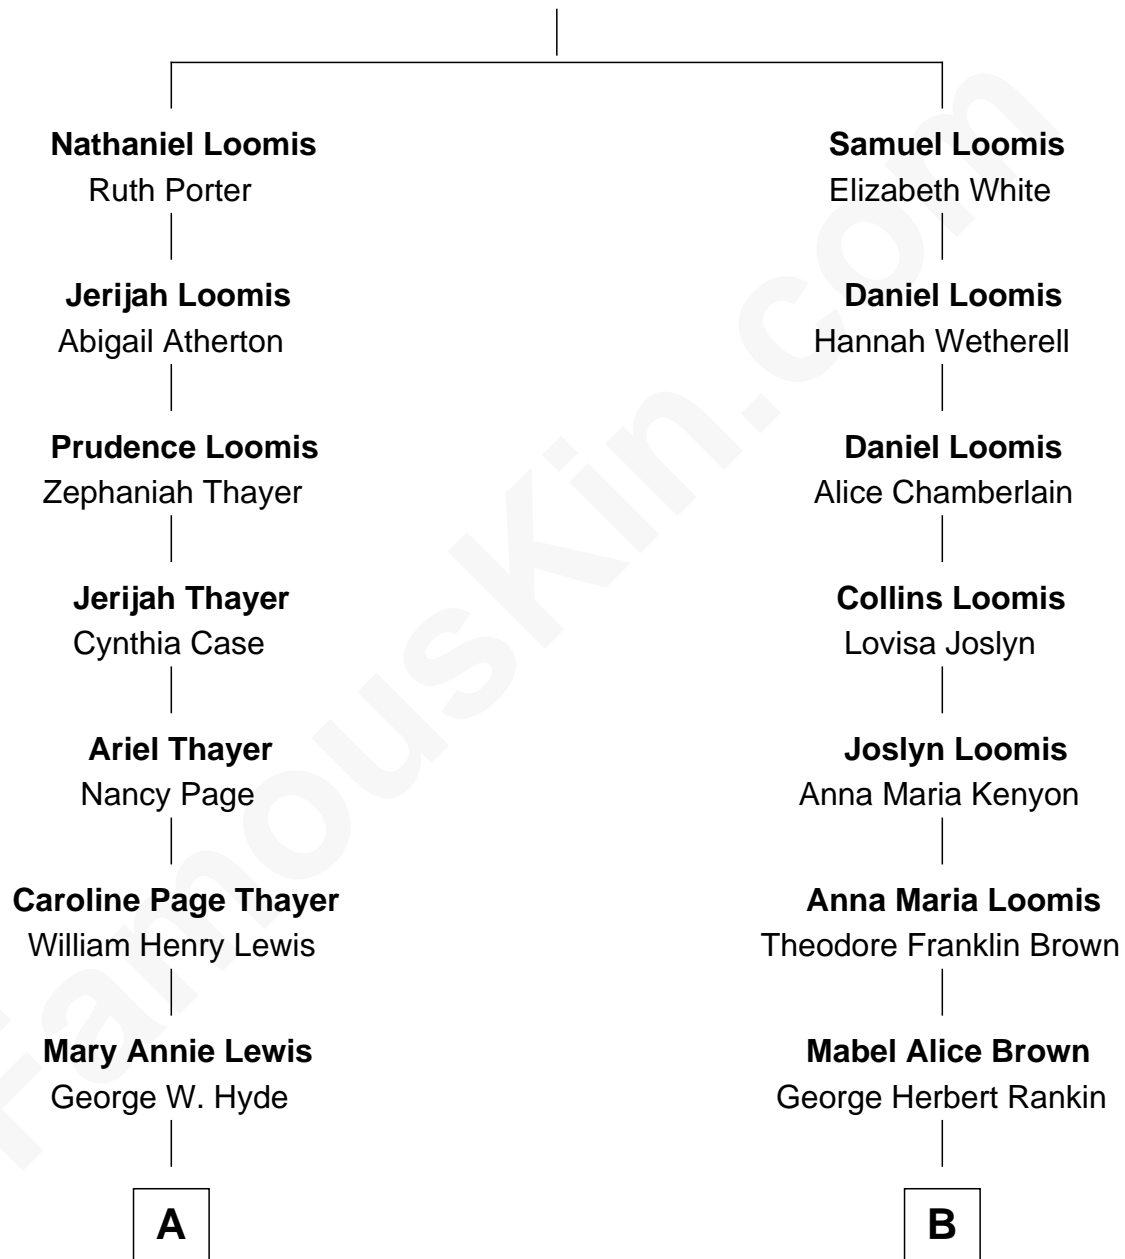 Nathaniel Loomis
Ruth Porter
Samuel Loomis
Elizabeth White
Jerijah Loomis
Abigail Atherton
Daniel Loomis
Hannah Wetherell
Prudence Loomis
Zephaniah Thayer
Daniel Loomis
Alice Chamberlain
Jerijah Thayer
Cynthia Case
Collins Loomis
Lovisa Joslyn
Ariel Thayer
Nancy Page
Joslyn Loomis
Anna Maria Kenyon
Caroline Page Thayer
William Henry Lewis
Anna Maria Loomis
Theodore Franklin Brown
Mary Annie Lewis
George W. Hyde
Mabel Alice Brown
George Herbert Rankin
A
B
FamousKin.com